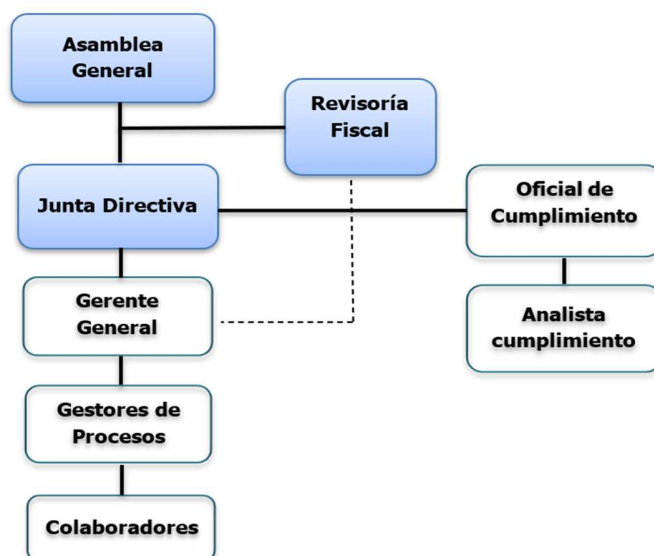 Asamblea
General
Revisoría
Fiscal
Junta Directiva
Oficial de
Cumplimiento
Gerente
General
Analista
cumplimiento
Gestores de
Procesos
Colaboradores